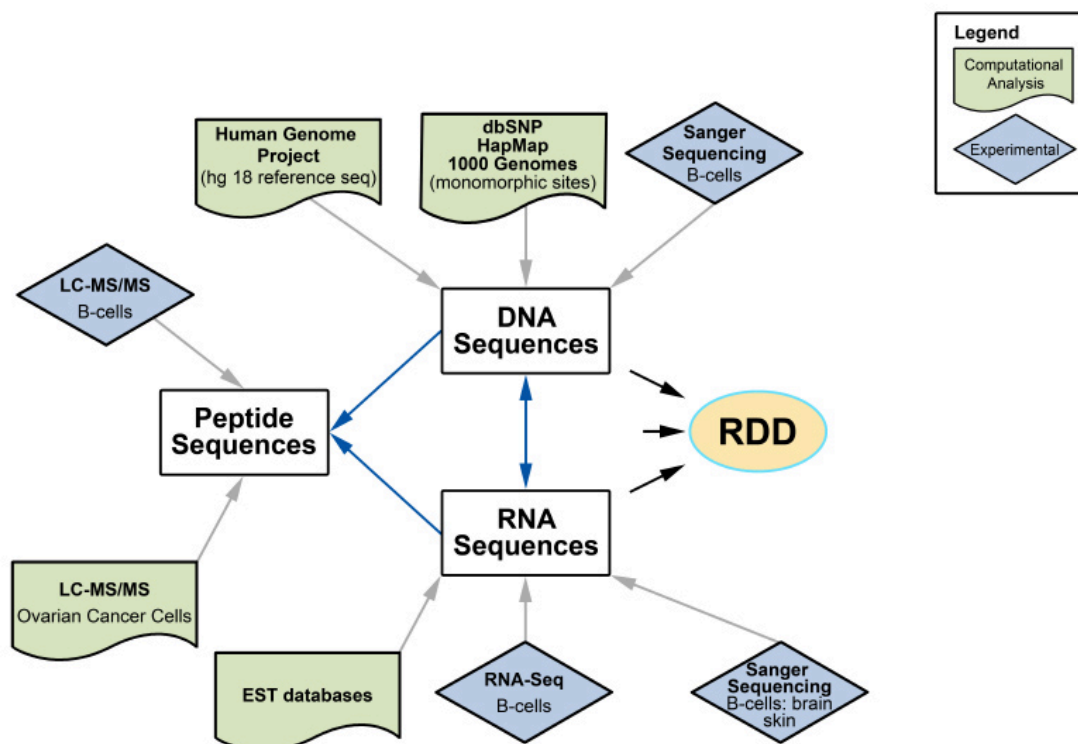 Legend
Computational
Analysis
Experimental
Human Genome
Project
(hg 18 reference seq)
dbSNP
HapMap
1000 Genomes
(monomorphic sites)
Sanger
Sequencing
B-cells
LC-MS/MS
B-cells
DNA
Sequences
Peptide
Sequences
RDD
RNA
Sequences
LC-MS/MS
Ovarian Cancer Cells
EST databases
RNA-Seq
B-cells
Sanger
Sequencing
B-cells: brain
skin